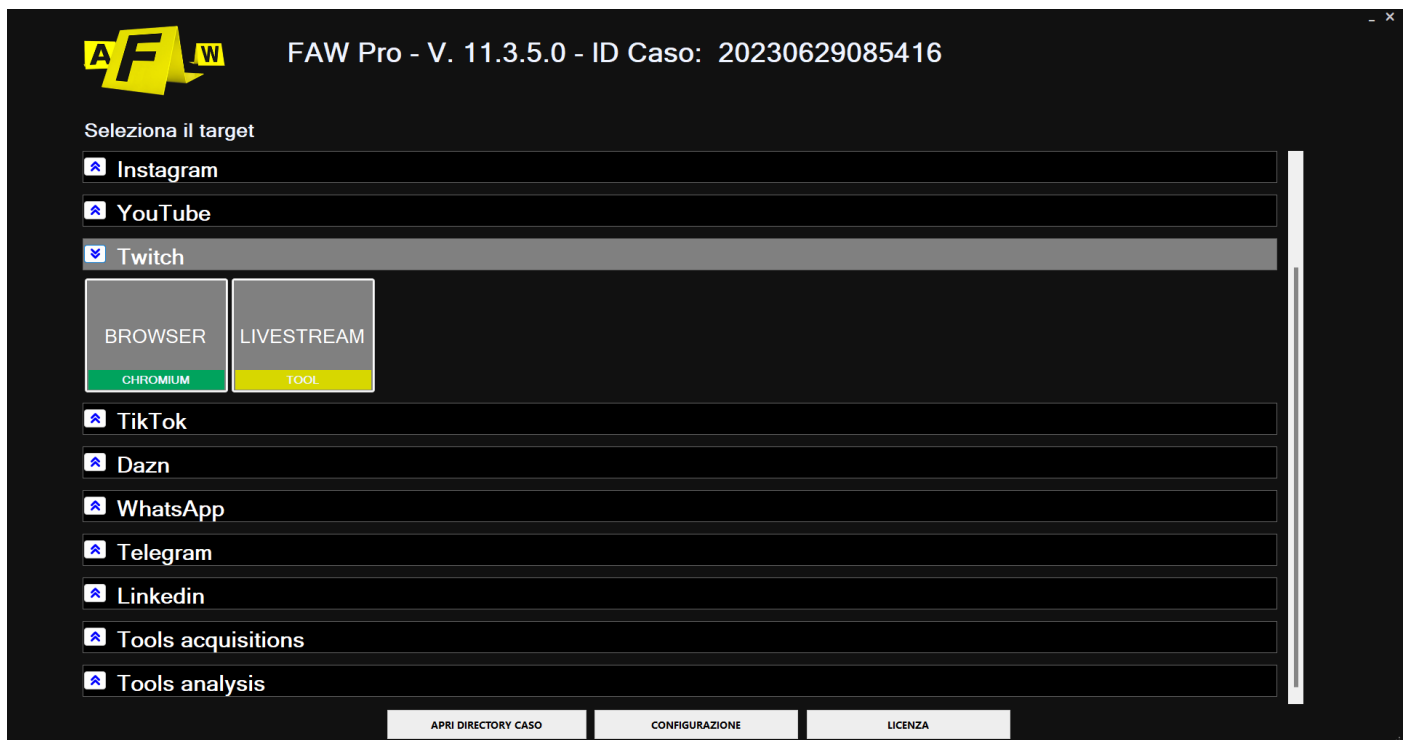 A F W
FAW Pro - V. 11.3.5.0 - ID Caso: 20230629085416
Seleziona il target
Instagram
YouTube
Twitch
BROWSER LIVESTREAM
CHROMIUM TOOL
TikTok
Dazn
WhatsApp
Telegram
Linkedin
Tools acquisitions
Tools analysis
APRI DIRECTORY CASO CONFIGURAZIONE LICENZA